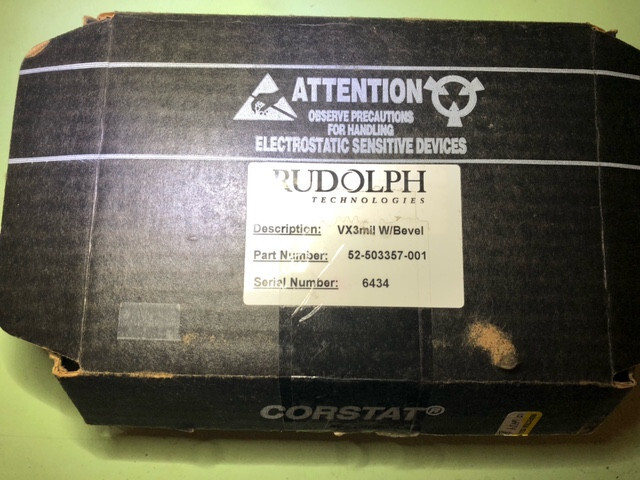 ATTENTION
OBSERVE PRECAUTIONS
FOR HANDLING
ELECTROSTATIC SENSITIVE DEVICES
RUDOLPH
TECHNOLOGIES
Description: VX3mil W/Bevel
Part Number: 52-503357-001
Serial Number: 6434
CORSTAT®